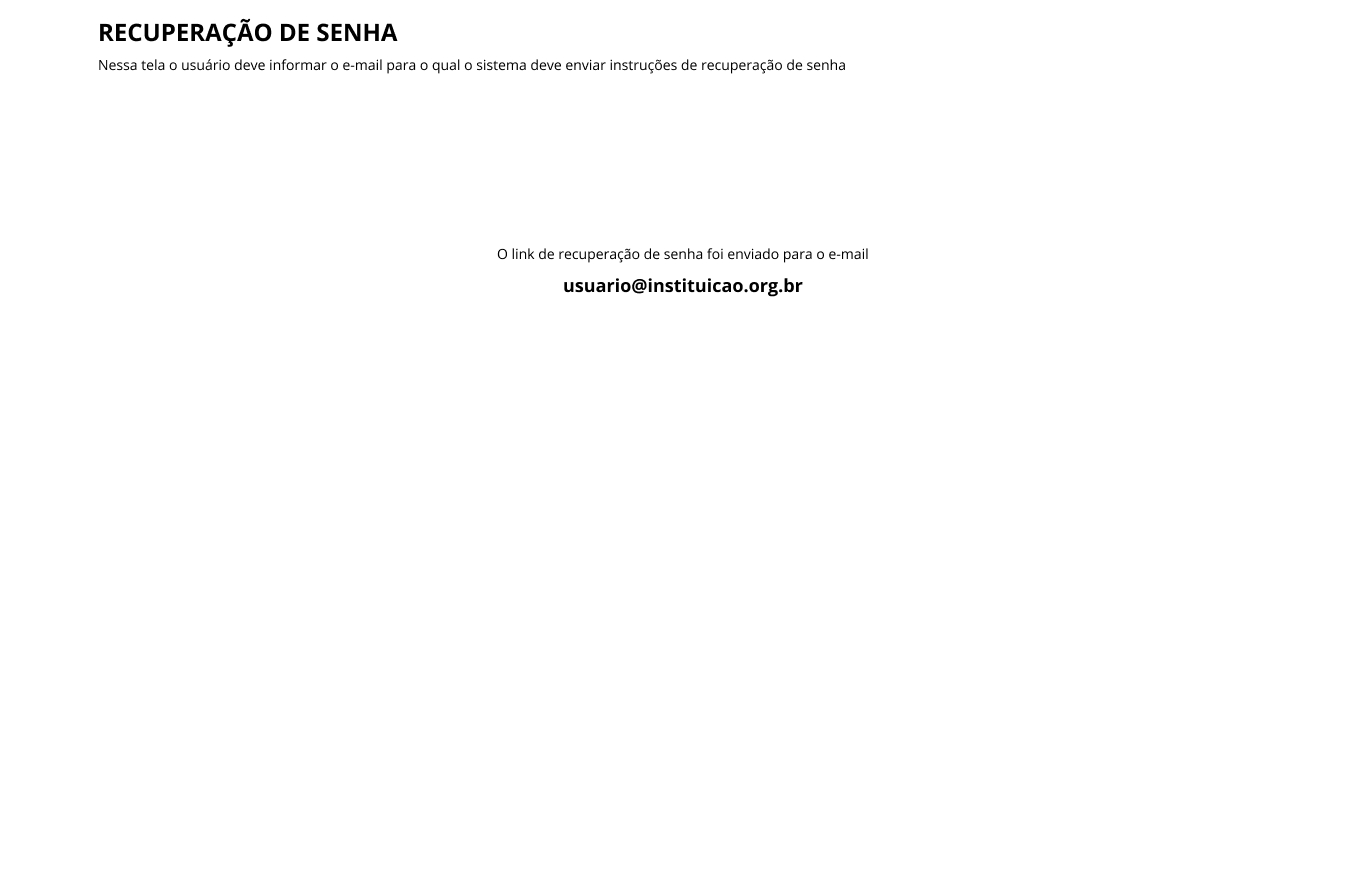 RECUPERAÇÃO DE SENHA
Nessa tela o usuário deve informar o e-mail para o qual o sistema deve enviar instruções de recuperação de senha
O link de recuperação de senha foi enviado para o e-mail
usuario@instituicao.org.br